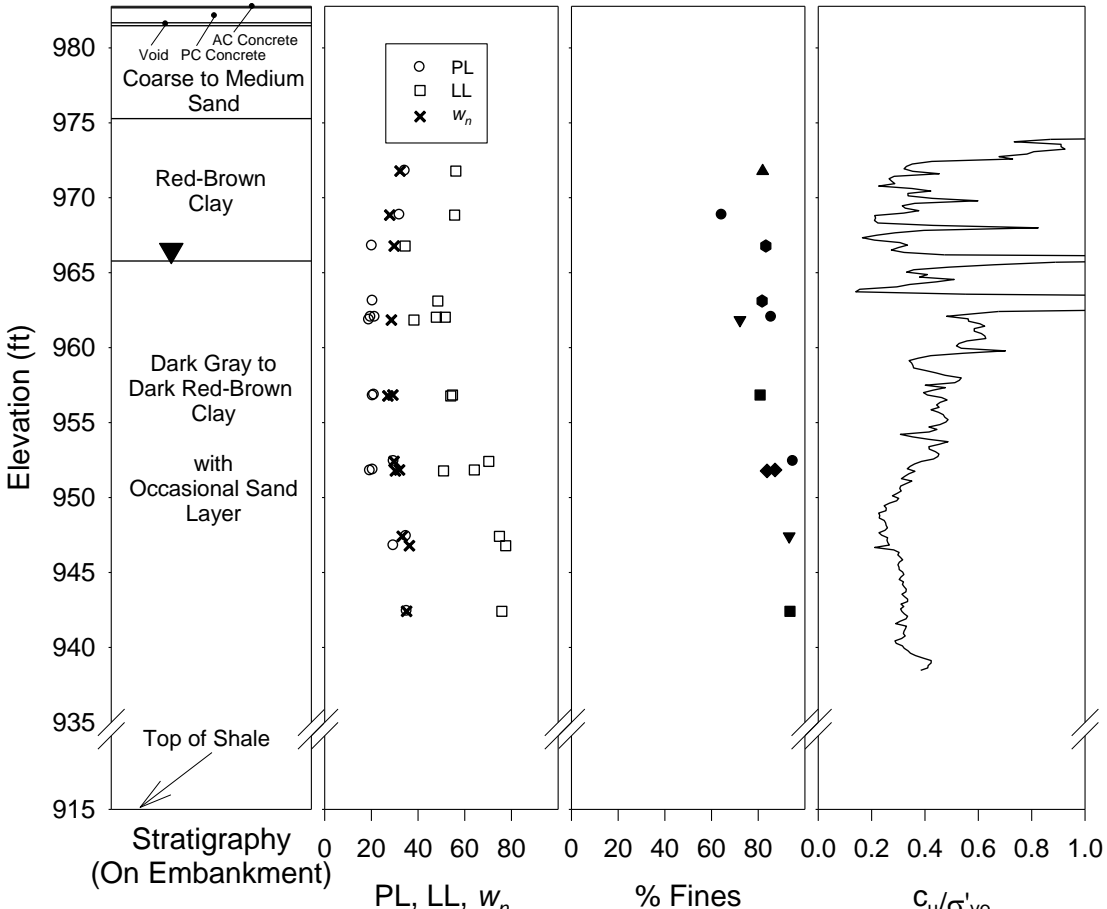 Elevation (ft)
980
975
970
965
960
955
950
945
940
935
915
AC Concrete
Void PC Concrete
Coarse to Medium
Sand
Red-Brown
Clay
Dark Gray to
Dark Red-Brown
Clay
with
Occasional Sand
Layer
Top of Shale
Stratigraphy
(On Embankment)
PL
LL
wn
20 40 60 80
PL, LL, wn
0 20 40 60 80
% Fines
0.0 0.2 0.4 0.6 0.8 1.0
cu/σ'vo